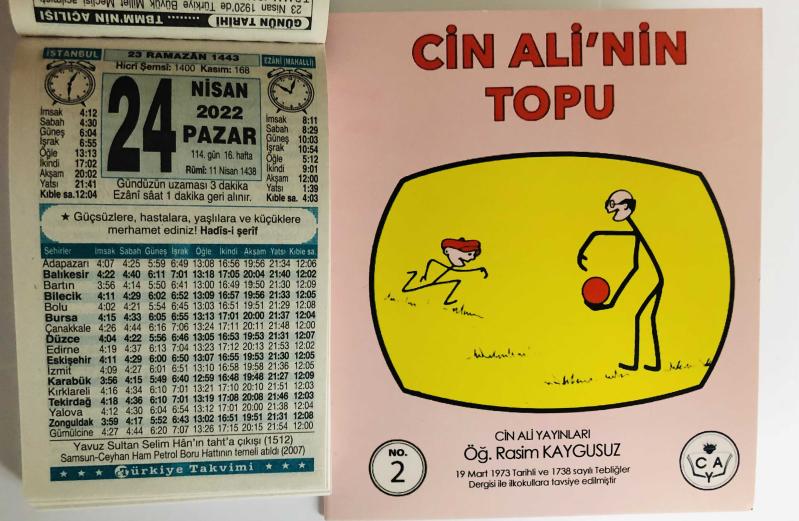 23 Nisan 1920'de Türkiye Büyük Millet Meclisi açılmıştı
TBMM'NİN AÇILIŞI
GÜNÜN TARİHİ
İSTANBUL
23 RAMAZÂN 1443
Hicrî Şemsî: 1400 Kasım: 168
EZÂNÎ (MAHALLÎ)
24
NİSAN
2022
PAZAR
114. gün 16. hafta
Rûmî: 11 Nisan 1438
İmsak 4:12
Sabah 4:30
Güneş 6:04
İşrak 6:55
Öğle 13:13
İkindi 17:02
Akşam 20:02
Yatsı 21:41
Kıble sa. 12:04
İmsak 8:11
Sabah 8:29
Güneş 10:03
İşrak 10:54
Öğle 5:12
İkindi 9:01
Akşam 12:00
Yatsı 1:39
Kıble sa. 4:03
Gündüzün uzaması 3 dakika
Ezânî sâat 1 dakika geri alınır.
★ Güçsüzlere, hastalara, yaşlılara ve küçüklere
merhamet ediniz! Hadîs-i şerîf
Şehirler İmsak Sabah Güneş İşrak Öğle İkindi Akşam Yatsı Kıble sa.
Adapazarı 4:07 4:25 5:59 6:49 13:08 16:56 19:56 21:34 12:06
Balıkesir 4:22 4:40 6:11 7:01 13:18 17:05 20:04 21:40 12:02
Bartın 3:56 4:14 5:50 6:41 13:00 16:49 19:50 21:30 12:09
Bilecik 4:11 4:29 6:02 6:52 13:09 16:57 19:56 21:33 12:05
Bolu 4:02 4:21 5:54 6:45 13:03 16:51 19:51 21:29 12:08
Bursa 4:15 4:33 6:05 6:55 13:13 17:01 20:00 21:37 12:04
Çanakkale 4:26 4:44 6:16 7:06 13:24 17:11 20:11 21:48 12:00
Düzce 4:04 4:22 5:56 6:46 13:05 16:53 19:53 21:31 12:07
Edirne 4:19 4:37 6:13 7:04 13:23 17:12 20:13 21:53 12:02
Eskişehir 4:11 4:29 6:00 6:50 13:07 16:55 19:53 21:30 12:05
İzmit 4:09 4:27 6:01 6:51 13:10 16:58 19:58 21:36 12:05
Karabük 3:56 4:15 5:49 6:40 12:59 16:48 19:48 21:27 12:09
Kırklareli 4:16 4:34 6:10 7:01 13:21 17:10 20:10 21:51 12:03
Tekirdağ 4:18 4:36 6:10 7:01 13:19 17:08 20:08 21:46 12:03
Yalova 4:12 4:30 6:04 6:54 13:12 17:01 20:00 21:38 12:04
Zonguldak 3:59 4:17 5:52 6:43 13:02 16:51 19:51 21:31 12:08
Gümülcine 4:27 4:44 6:20 7:07 13:26 17:15 20:15 21:54 12:00
Yavuz Sultan Selim Hân'ın taht'a çıkışı (1512)
Samsun-Ceyhan Ham Petrol Boru Hattının temeli atıldı (2007)
Türkiye Takvimi
CİN ALİ'NİN
TOPU
CİN ALİ YAYINLARI
Öğ. Rasim KAYGUSUZ
19 Mart 1973 Tarihli ve 1738 sayılı Tebliğler
Dergisi ile ilkokullara tavsiye edilmiştir
NO.
2
C A
Y